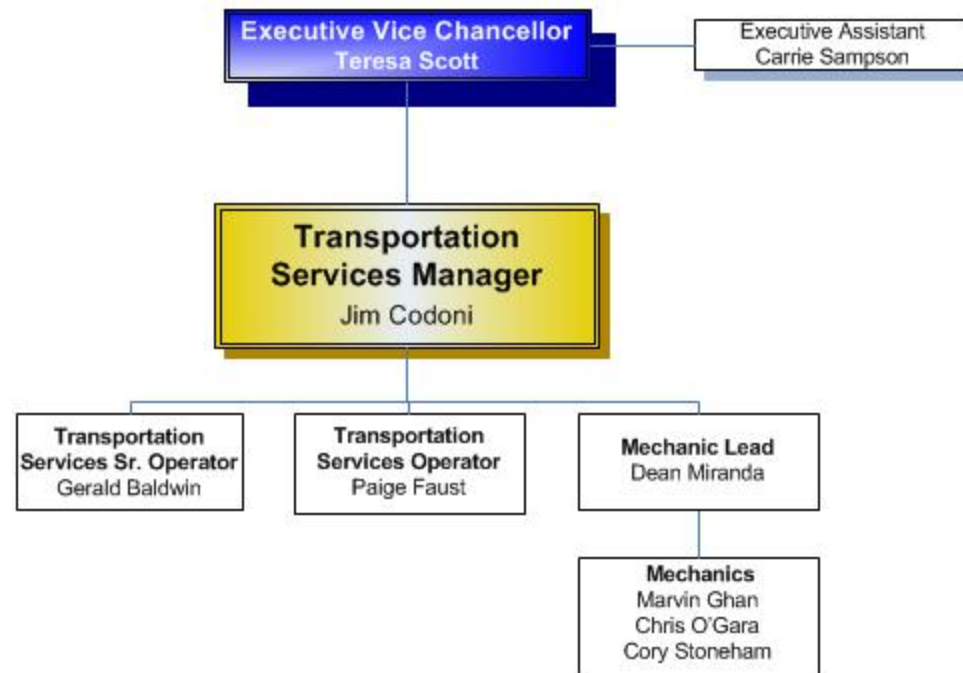 Executive Vice Chancellor
Teresa Scott
Executive Assistant
Carrie Sampson
Transportation
Services Manager
Jim Codoni
Transportation
Services Sr. Operator
Gerald Baldwin
Transportation
Services Operator
Paige Faust
Mechanic Lead
Dean Miranda
Mechanics
Marvin Ghan
Chris O'Gara
Cory Stoneham